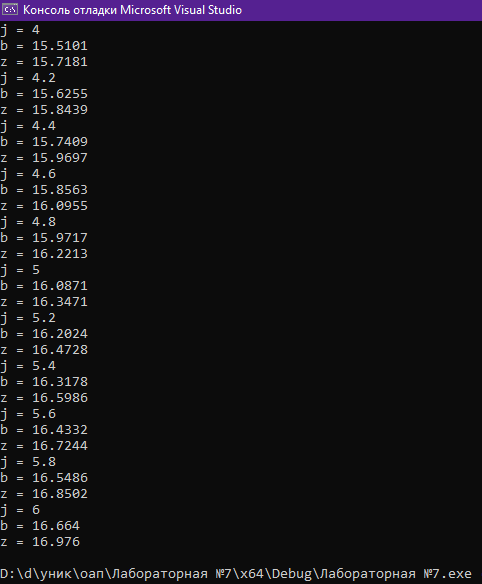 Консоль отладки Microsoft Visual Studio
j = 4
b = 15.5101
z = 15.7181
j = 4.2
b = 15.6255
z = 15.8439
j = 4.4
b = 15.7409
z = 15.9697
j = 4.6
b = 15.8563
z = 16.0955
j = 4.8
b = 15.9717
z = 16.2213
j = 5
b = 16.0871
z = 16.3471
j = 5.2
b = 16.2024
z = 16.4728
j = 5.4
b = 16.3178
z = 16.5986
j = 5.6
b = 16.4332
z = 16.7244
j = 5.8
b = 16.5486
z = 16.8502
j = 6
b = 16.664
z = 16.976
D:\d\уник\оап\Лабораторная №7\x64\Debug\Лабораторная №7.exe